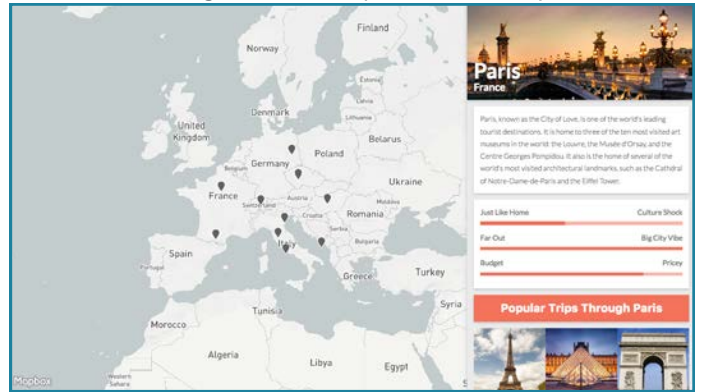 Finland
Norway
Estonia
Latvia
Lithuania
Denmark
United
Kingdom
Belarus
Poland
Belgium
Germany
Ukraine
France
Switzerland
Austria
Moldova
Croatia
Romania
Serbia
Italy
Bulgaria
Spain
Portugal
Greece
Turkey
Tunisia
Syria
Morocco
Algeria
Libya
Egypt
Western
Sahara
Mapbox
Paris
France
Paris, known as the City of Love, is one of the world's leading
tourist destinations. It is home to three of the ten most visited art
museums in the world: the Louvre, the Musée d'Orsay, and the
Centre Georges Pompidou. It also is the home of several of the
world's most visited architectural landmarks, such as the Cathdral
of Notre-Dame-de-Paris and the Eiffel Tower.
Just Like Home Culture Shock
Far Out Big City Vibe
Budget Pricey
Popular Trips Through Paris